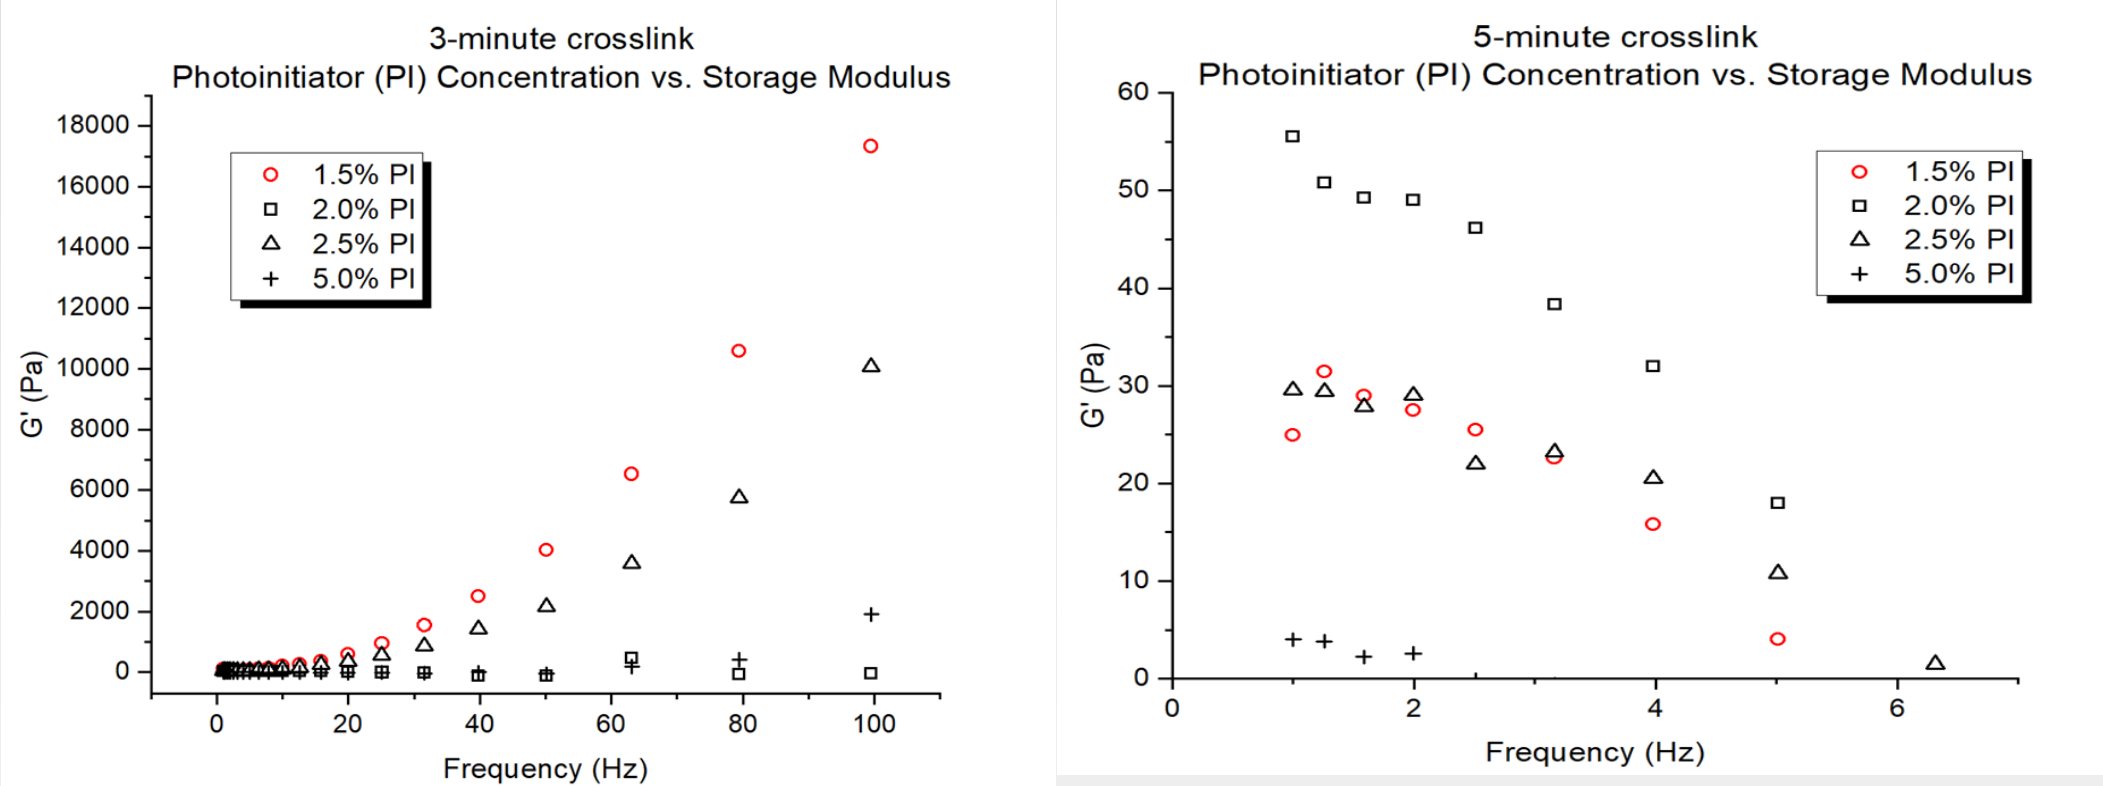 3-minute crosslink
Photoinitiator (PI) Concentration vs. Storage Modulus
18000
16000
14000
12000
10000
8000
6000
4000
2000
0
G' (Pa)
1.5% PI
2.0% PI
2.5% PI
5.0% PI
0 20 40 60 80 100
Frequency (Hz)
5-minute crosslink
Photoinitiator (PI) Concentration vs. Storage Modulus
60
50
40
30
20
10
0
G' (Pa)
1.5% PI
2.0% PI
2.5% PI
5.0% PI
0 2 4 6
Frequency (Hz)